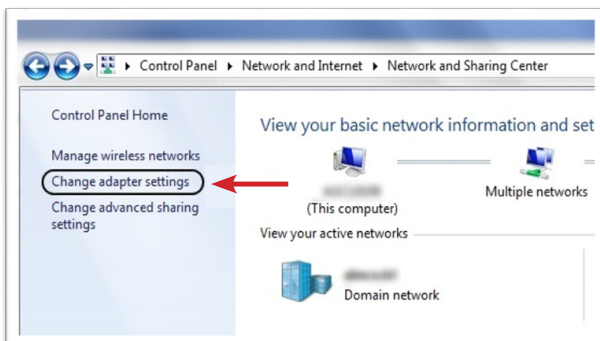 Control Panel ▸ Network and Internet ▸ Network and Sharing Center
Control Panel Home
Manage wireless networks
Change adapter settings
Change advanced sharing
settings
View your basic network information and set
(This computer)
Multiple networks
View your active networks
Domain network